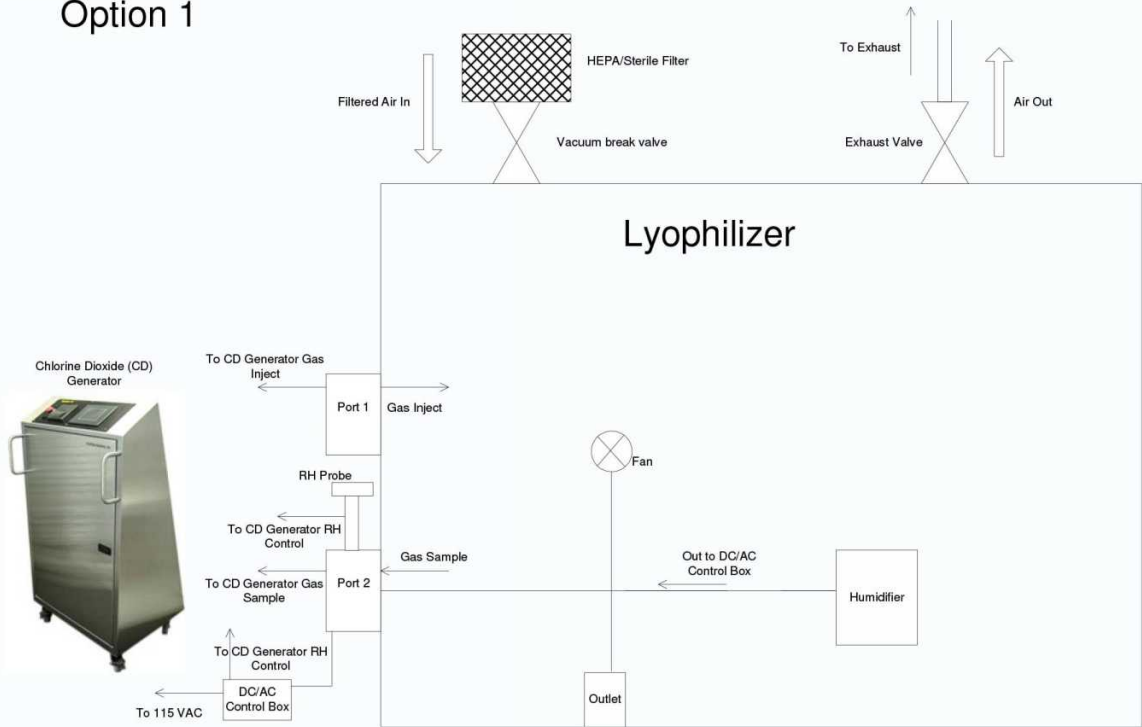 Option 1
To Exhaust
HEPA/Sterile Filter
Filtered Air In
Air Out
Vacuum break valve
Exhaust Valve
Lyophilizer
Chlorine Dioxide (CD)
Generator
To CD Generator Gas
Inject
Port 1
Gas Inject
Fan
RH Probe
To CD Generator RH
Control
Gas Sample
Out to DC/AC
Control Box
To CD Generator Gas
Sample
Port 2
Humidifier
To CD Generator RH
Control
DC/AC
Control Box
To 115 VAC
Outlet